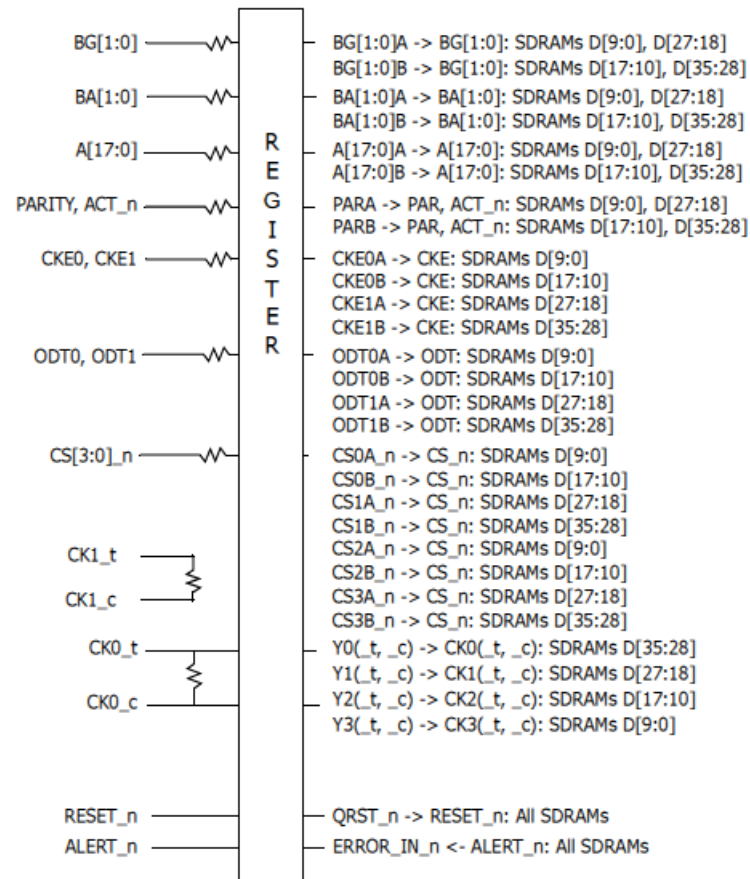 BG[1:0]
BG[1:0]A -> BG[1:0]: SDRAMs D[9:0], D[27:18]
BG[1:0]B -> BG[1:0]: SDRAMs D[17:10], D[35:28]
BA[1:0]
BA[1:0]A -> BA[1:0]: SDRAMs D[9:0], D[27:18]
BA[1:0]B -> BA[1:0]: SDRAMs D[17:10], D[35:28]
A[17:0]
A[17:0]A -> A[17:0]: SDRAMs D[9:0], D[27:18]
A[17:0]B -> A[17:0]: SDRAMs D[17:10], D[35:28]
PARITY, ACT_n
PARA -> PAR, ACT_n: SDRAMs D[9:0], D[27:18]
PARB -> PAR, ACT_n: SDRAMs D[17:10], D[35:28]
CKE0, CKE1
CKE0A -> CKE: SDRAMs D[9:0]
CKE0B -> CKE: SDRAMs D[17:10]
CKE1A -> CKE: SDRAMs D[27:18]
CKE1B -> CKE: SDRAMs D[35:28]
ODT0, ODT1
ODT0A -> ODT: SDRAMs D[9:0]
ODT0B -> ODT: SDRAMs D[17:10]
ODT1A -> ODT: SDRAMs D[27:18]
ODT1B -> ODT: SDRAMs D[35:28]
CS[3:0]_n
CS0A_n -> CS_n: SDRAMs D[9:0]
CS0B_n -> CS_n: SDRAMs D[17:10]
CS1A_n -> CS_n: SDRAMs D[27:18]
CS1B_n -> CS_n: SDRAMs D[35:28]
CS2A_n -> CS_n: SDRAMs D[9:0]
CS2B_n -> CS_n: SDRAMs D[17:10]
CS3A_n -> CS_n: SDRAMs D[27:18]
CS3B_n -> CS_n: SDRAMs D[35:28]
CK1_t
CK1_c
CK0_t
CK0_c
Y0(_t, _c) -> CK0(_t, _c): SDRAMs D[35:28]
Y1(_t, _c) -> CK1(_t, _c): SDRAMs D[27:18]
Y2(_t, _c) -> CK2(_t, _c): SDRAMs D[17:10]
Y3(_t, _c) -> CK3(_t, _c): SDRAMs D[9:0]
RESET_n
QRST_n -> RESET_n: All SDRAMs
ALERT_n
ERROR_IN_n <- ALERT_n: All SDRAMs
REGISTER